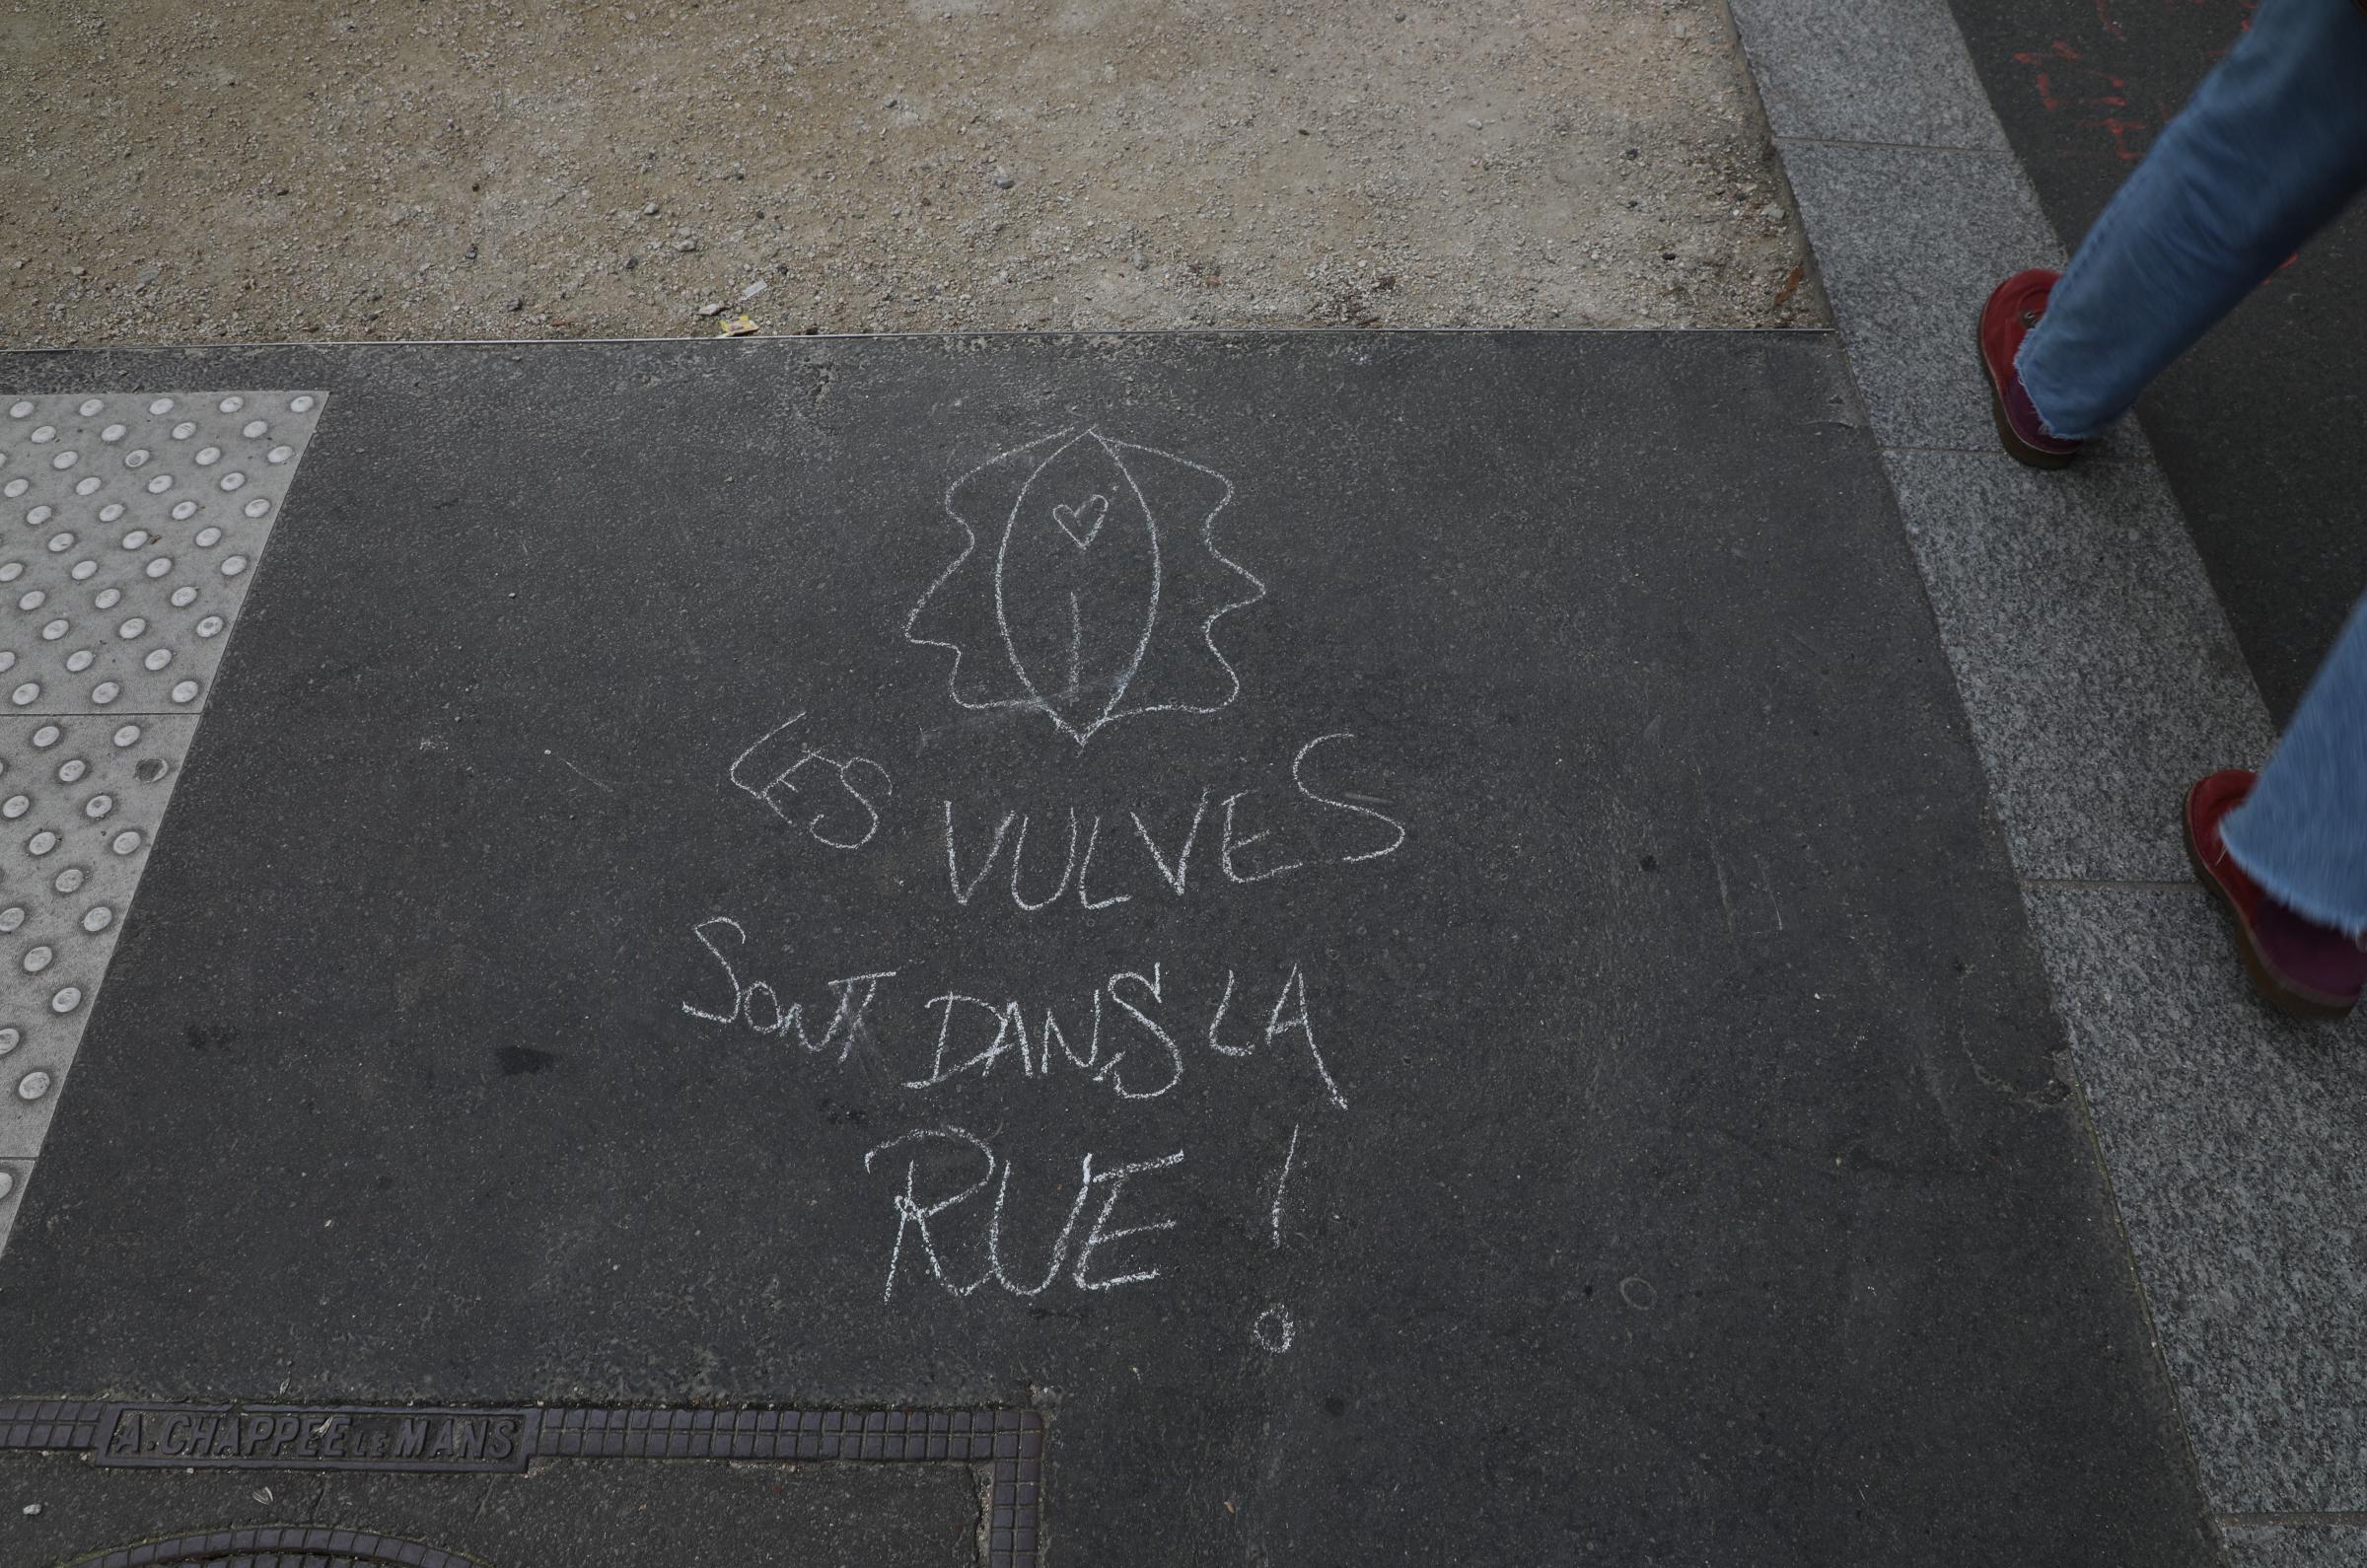 LES
VULVES
SONT DANS LA
RUE !
A. CHAPPEE LE MANS